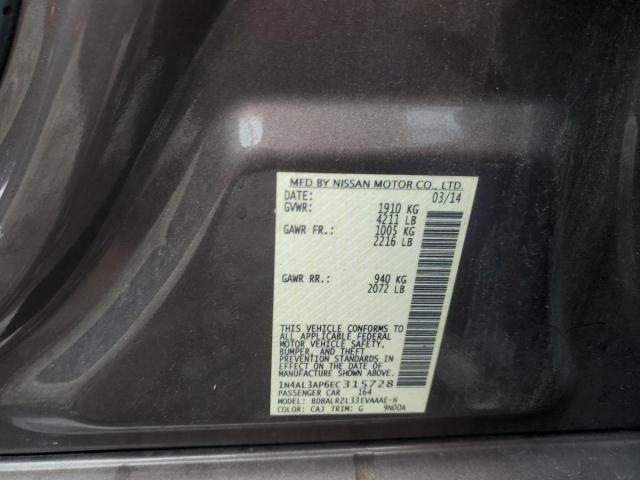 MFD BY NISSAN MOTOR CO., LTD.
DATE: 03/14
GVWR: 1910 KG
4211 LB
GAWR FR.: 1005 KG
2216 LB
GAWR RR.: 940 KG
2072 LB
THIS VEHICLE CONFORMS TO
ALL APPLICABLE FEDERAL
MOTOR VEHICLE SAFETY,
BUMPER, AND THEFT
PREVENTION STANDARDS IN
EFFECT ON THE DATE OF
MANUFACTURE SHOWN ABOVE.
1N4AL3AP6EC315728
PASSENGER CAR 164
MODEL: BDBALRZL33EVAAAE-N
COLOR: CAJ TRIM: G 9N00A